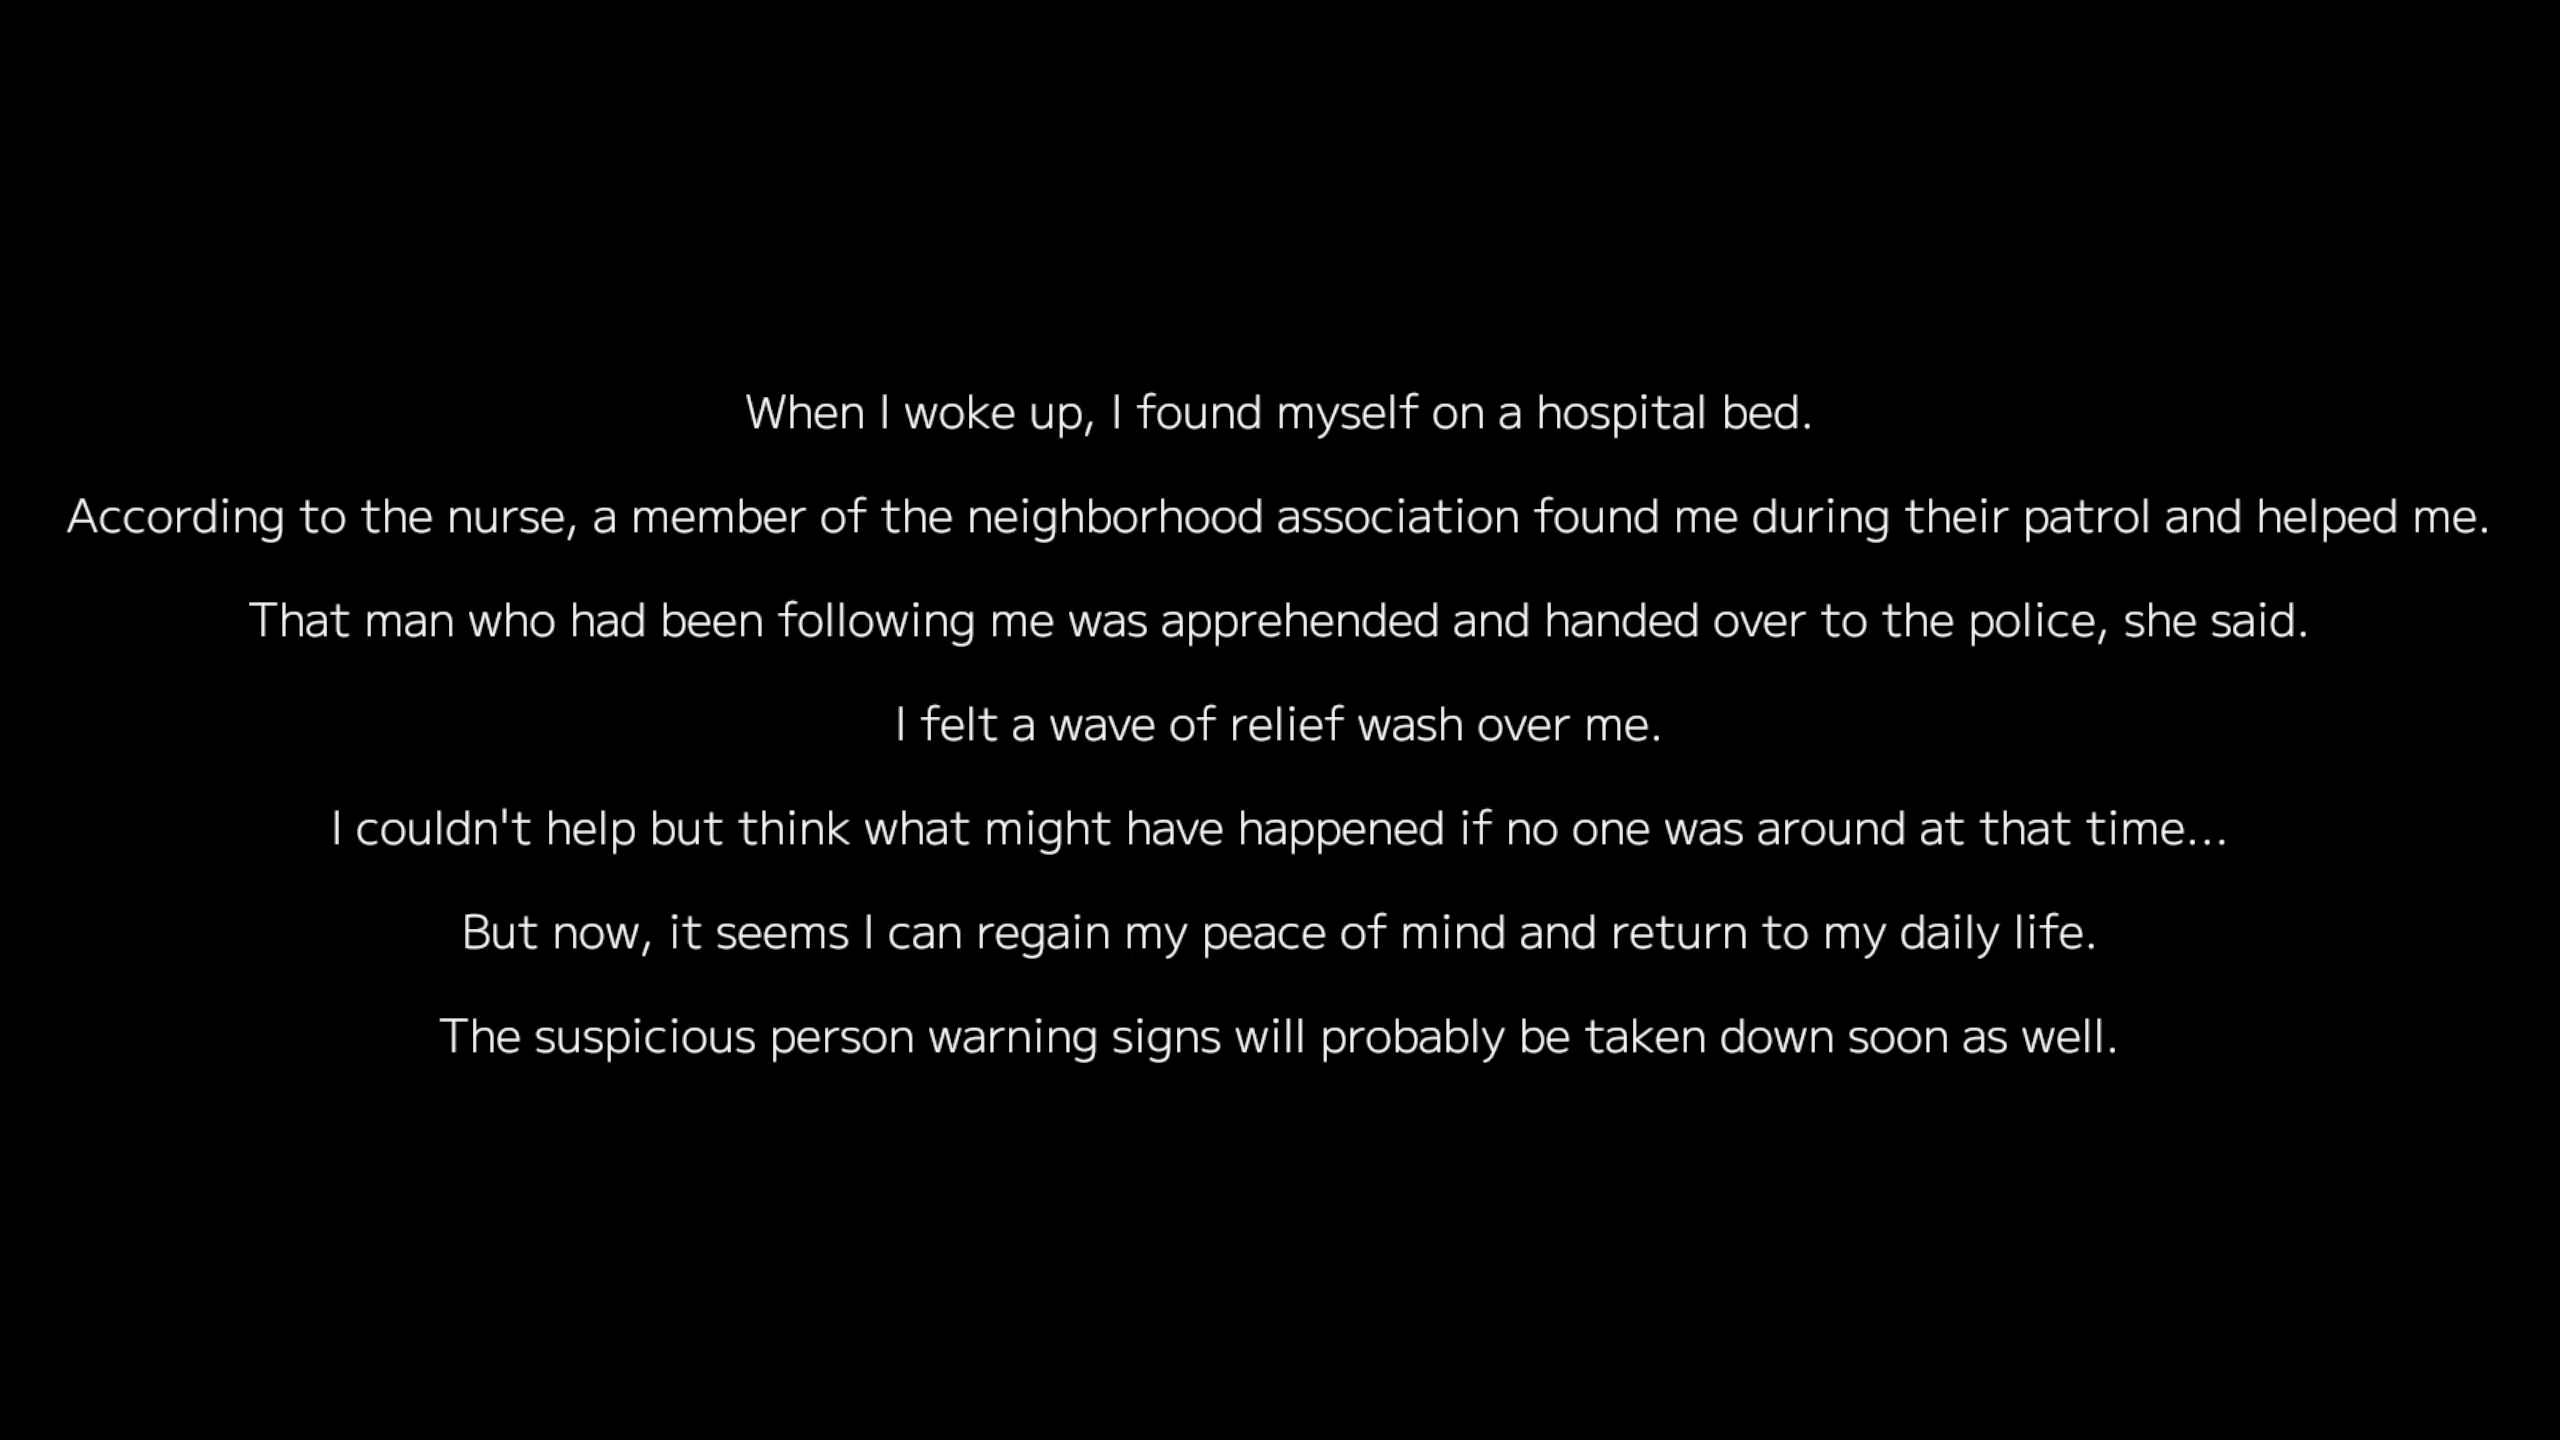 When I woke up, I found myself on a hospital bed.
According to the nurse, a member of the neighborhood association found me during their patrol and helped me.
That man who had been following me was apprehended and handed over to the police, she said.
I felt a wave of relief wash over me.
I couldn't help but think what might have happened if no one was around at that time...
But now, it seems I can regain my peace of mind and return to my daily life.
The suspicious person warning signs will probably be taken down soon as well.